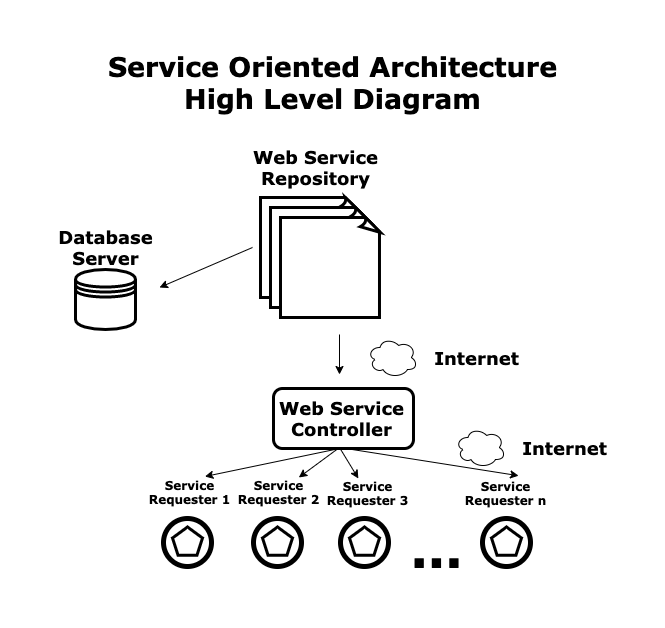 Service Oriented Architecture
High Level Diagram
Web Service
Repository
Database
Server
Internet
Web Service
Controller
Internet
Service
Requester 1
Service
Requester 2
Service
Requester 3
Service
Requester n
...